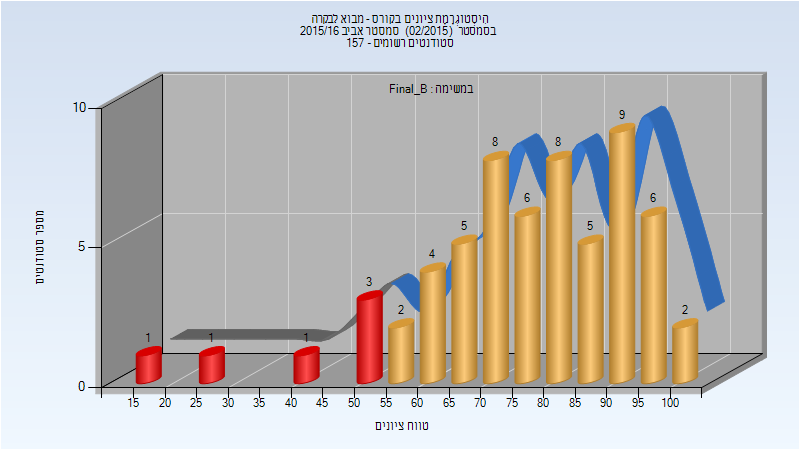 היסטוגרמת ציונים בקורס - מבוא לבקרה
בסמסטר (02/2015) סמסטר אביב 2015/16
סטודנטים רשומים - 157
במשימה : Final_B
מספר סטודנטים
10
5
0
1 1 1 3 2 4 5 8 6 8 5 9 6 2
15 20 25 30 35 40 45 50 55 60 65 70 75 80 85 90 95 100
טווח ציונים